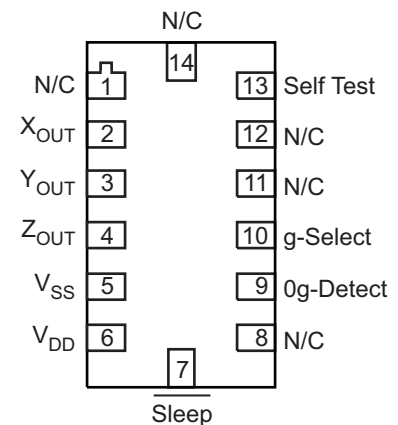 N/C
14
N/C 1 13 Self Test
XOUT 2 12 N/C
YOUT 3 11 N/C
ZOUT 4 10 g-Select
VSS 5 9 0g-Detect
VDD 6 8 N/C
7
Sleep